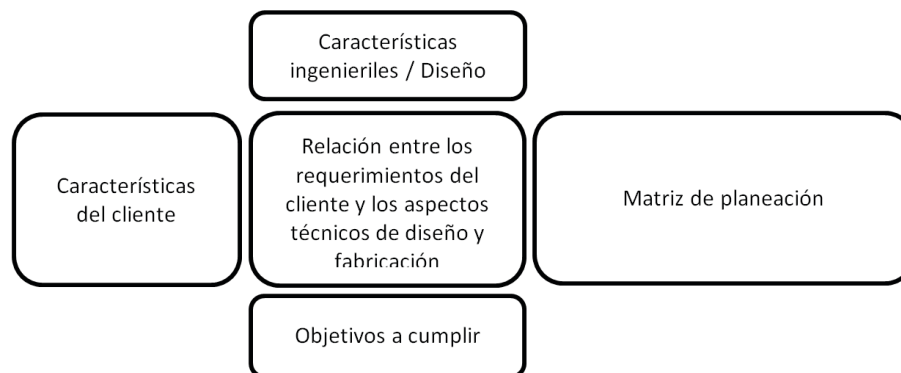 Características
ingenieriles / Diseño
Características
del cliente
Relación entre los
requerimientos del
cliente y los aspectos
técnicos de diseño y
fabricación
Matriz de planeación
Objetivos a cumplir